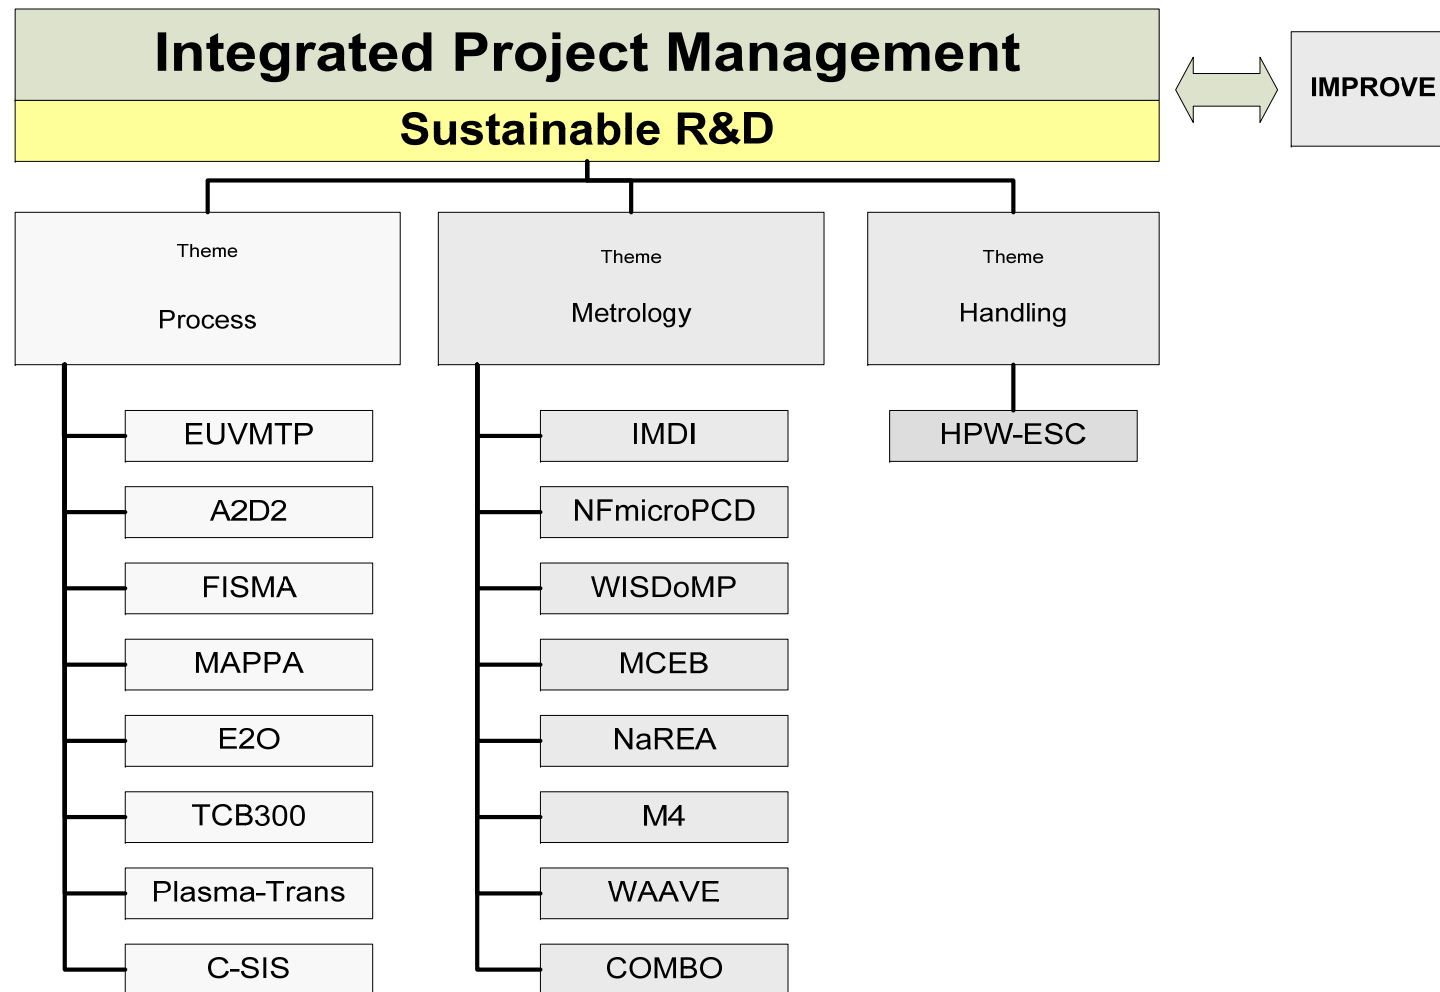 Integrated Project Management
Sustainable R&D
IMPROVE
Theme
Process
EUVMTP
A2D2
FISMA
MAPPA
E2O
TCB300
Plasma-Trans
C-SIS
Theme
Metrology
IMDI
NFmicroPCD
WISDoMP
MCEB
NaREA
M4
WAAVE
COMBO
Theme
Handling
HPW-ESC